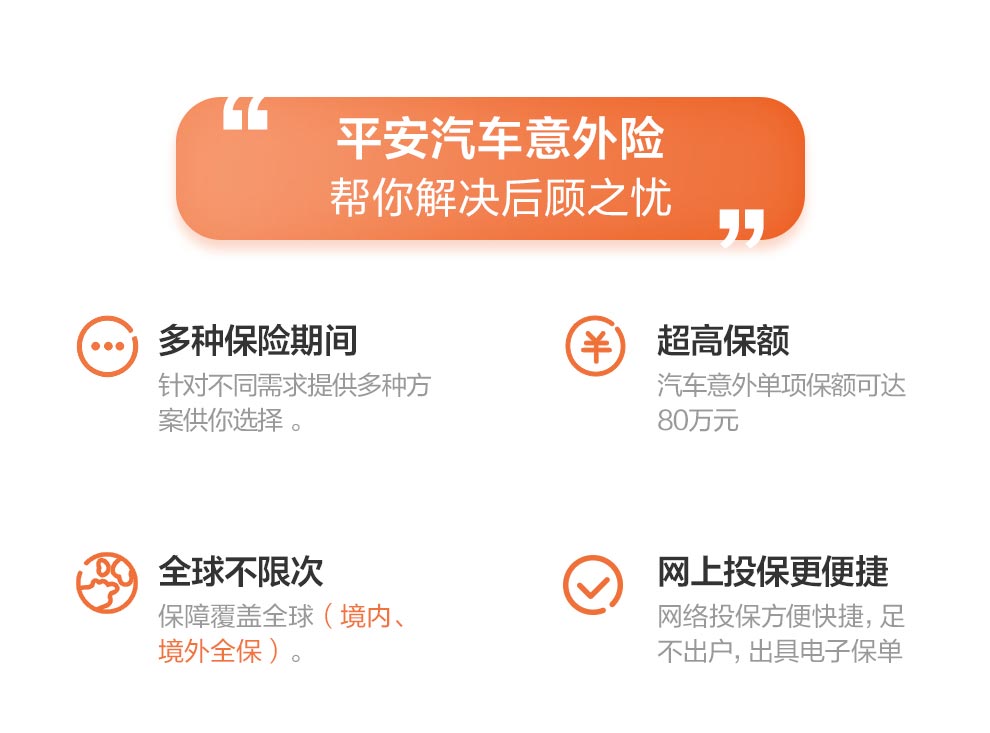 “
平安汽车意外险
帮你解决后顾之忧
”
多种保险期间
针对不同需求提供多种方
案供你选择 。
超高保额
汽车意外单项保额可达
80万元
全球不限次
保障覆盖全球（境内、
境外全保）。
网上投保更便捷
网络投保方便快捷, 足
不出户, 出具电子保单